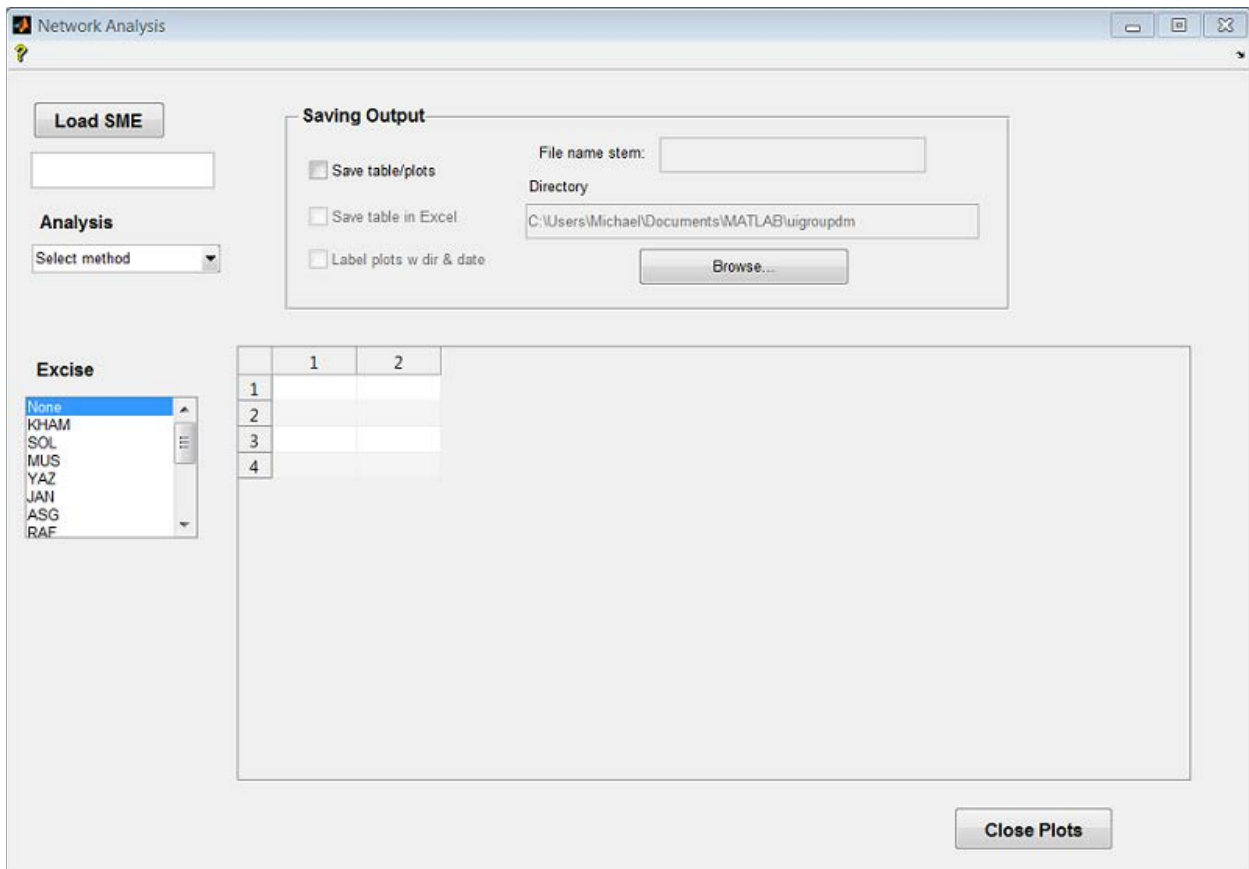 Network Analysis
Load SME
Analysis
Select method
Saving Output
Save table/plots
Save table in Excel
Label plots w dir & date
File name stem:
Directory
C:\Users\Michael\Documents\MATLAB\uigroupdm
Browse...
Excise
None
KHAM
SOL
MUS
YAZ
JAN
ASG
RAF
1 2
1
2
3
4
Close Plots